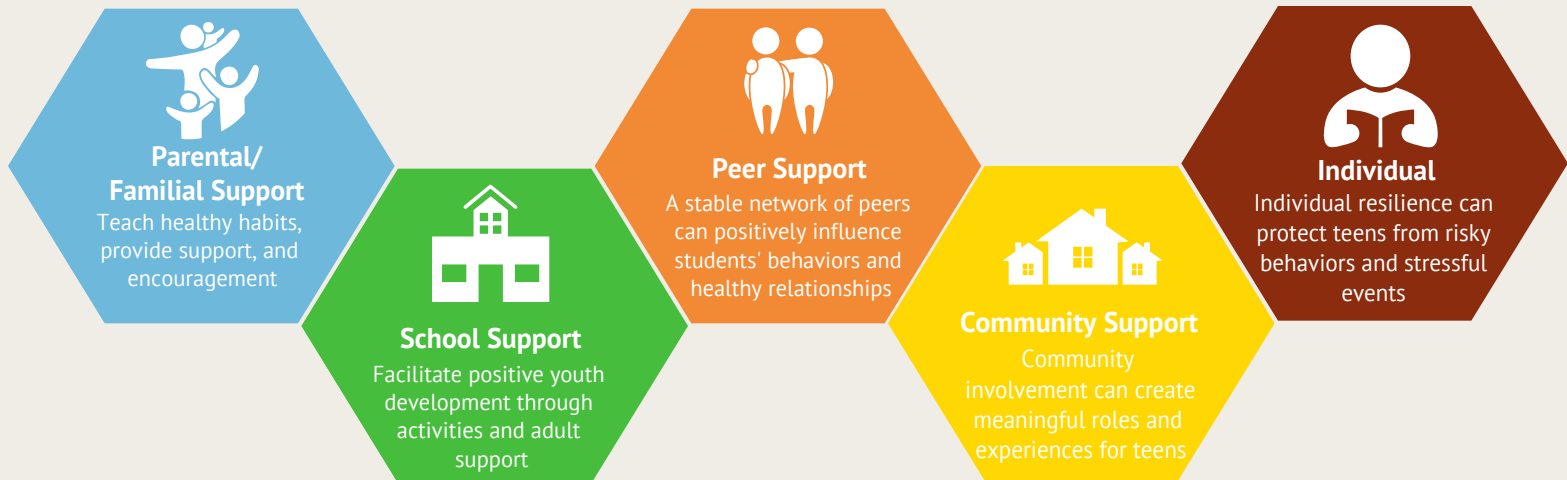 Parental/
Familial Support
Teach healthy habits,
provide support, and
encouragement
School Support
Facilitate positive youth
development through
activities and adult
support
Peer Support
A stable network of peers
can positively influence
students' behaviors and
healthy relationships
Community Support
Community
involvement can create
meaningful roles and
experiences for teens
Individual
Individual resilience can
protect teens from risky
behaviors and stressful
events